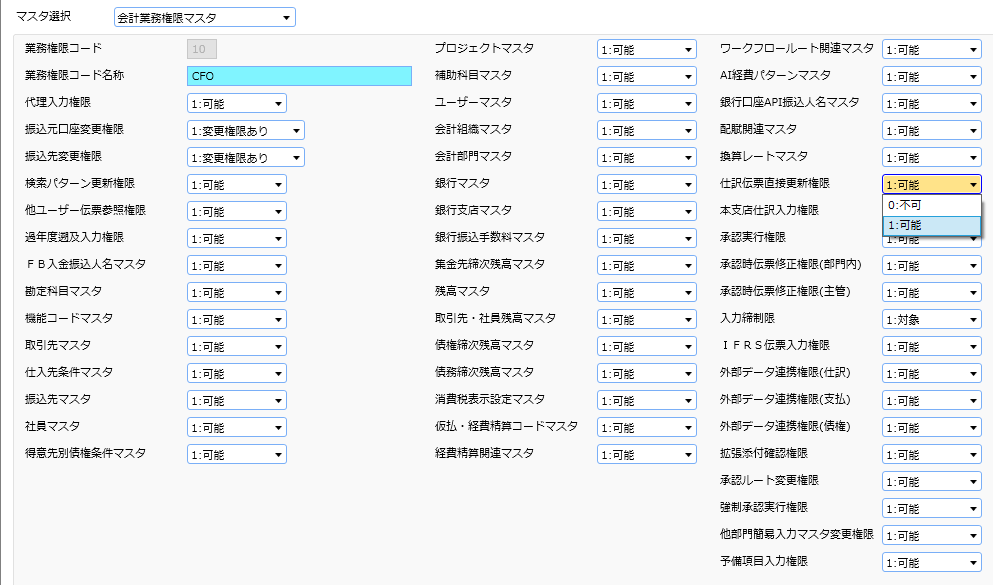 マスタ選択 会計業務権限マスタ
業務権限コード 10
業務権限コード名称 CFO
代理入力権限 1:可能
振込元口座変更権限 1:変更権限あり
振込先変更権限 1:変更権限あり
検索パターン更新権限 1:可能
他ユーザー伝票参照権限 1:可能
過年度遡及入力権限 1:可能
ＦＢ入金振込人名マスタ 1:可能
勘定科目マスタ 1:可能
機能コードマスタ 1:可能
取引先マスタ 1:可能
仕入先条件マスタ 1:可能
振込先マスタ 1:可能
社員マスタ 1:可能
得意先別債権条件マスタ 1:可能
プロジェクトマスタ 1:可能
補助科目マスタ 1:可能
ユーザーマスタ 1:可能
会計組織マスタ 1:可能
会計部門マスタ 1:可能
銀行マスタ 1:可能
銀行支店マスタ 1:可能
銀行振込手数料マスタ 1:可能
集金先締次残高マスタ 1:可能
残高マスタ 1:可能
取引先・社員残高マスタ 1:可能
債権締次残高マスタ 1:可能
債務締次残高マスタ 1:可能
消費税表示設定マスタ 1:可能
仮払・経費精算コードマスタ 1:可能
経費精算関連マスタ 1:可能
ワークフロールート関連マスタ 1:可能
AI経費パターンマスタ 1:可能
銀行口座API振込人名マスタ 1:可能
配賦関連マスタ 1:可能
換算レートマスタ 1:可能
仕訳伝票直接更新権限 1:可能
0:不可
1:可能
本支店仕訳入力権限
承認実行権限 1:可能
承認時伝票修正権限(部門内) 1:可能
承認時伝票修正権限(主管) 1:可能
入力締制限 1:対象
ＩＦＲＳ伝票入力権限 1:可能
外部データ連携権限(仕訳) 1:可能
外部データ連携権限(支払) 1:可能
外部データ連携権限(債権) 1:可能
拡張添付確認権限 1:可能
承認ルート変更権限 1:可能
強制承認実行権限 1:可能
他部門簡易入力マスタ変更権限 1:可能
予備項目入力権限 1:可能